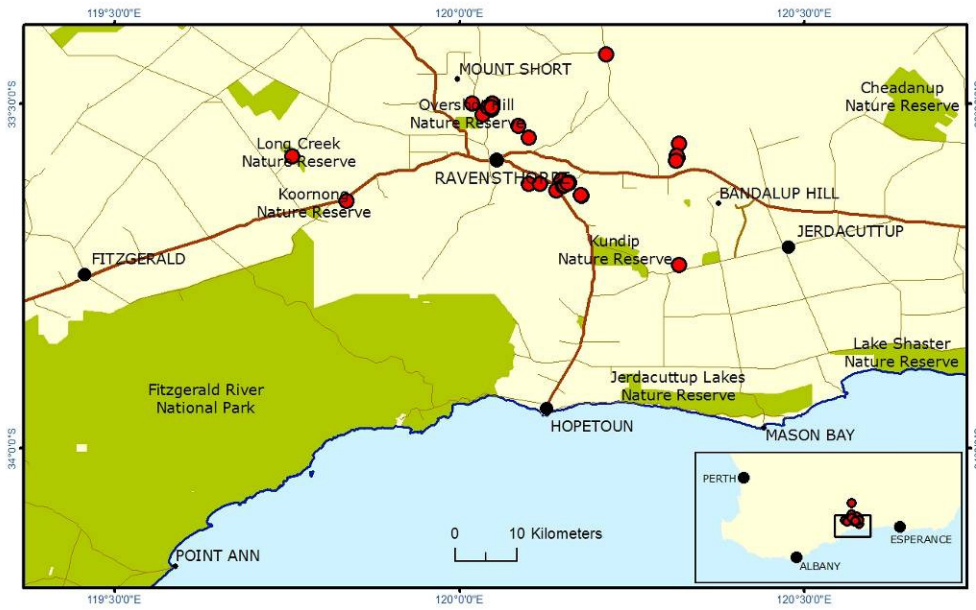 119°30'0"E
120°0'0"E
120°30'0"E
MOUNT SHORT
Cheadanup
Nature Reserve
33°30'0"S
Nature Reserve
Long Creek
Nature Reserve
RAVENSTHORPE
Koornong
Nature Reserve
BANDALUP HILL
JERDACUTTUP
Kundip
Nature Reserve
FITZGERALD
Lake Shaster
Nature Reserve
Fitzgerald River
National Park
Jerdacuttup Lakes
Nature Reserve
HOPETOUN
MASON BAY
34°0'0"S
PERTH
0 10 Kilometers
ESPERANCE
POINT ANN
ALBANY
119°30'0"E
120°0'0"E
120°30'0"E